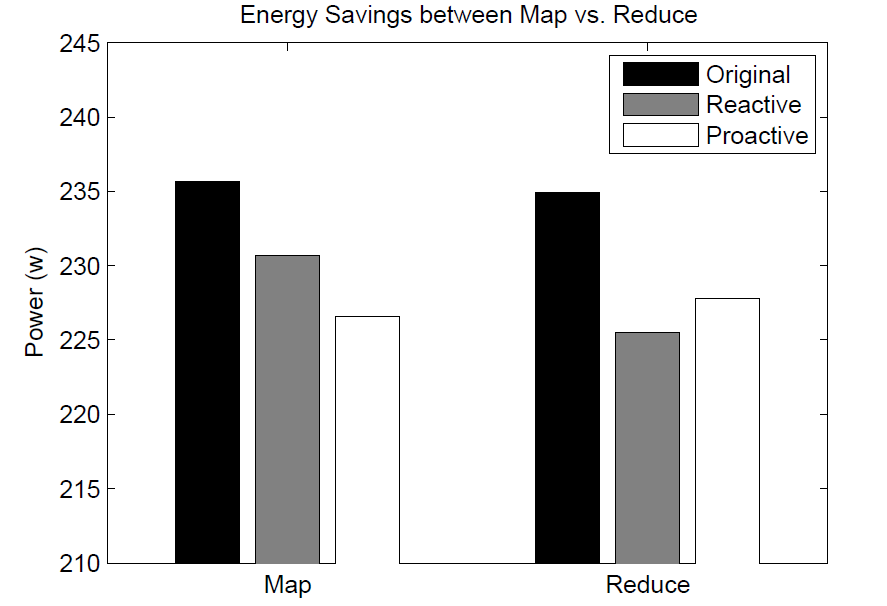 Energy Savings between Map vs. Reduce
245
240
235
230
225
220
215
210
Power (w)
Original
Reactive
Proactive
Map
Reduce